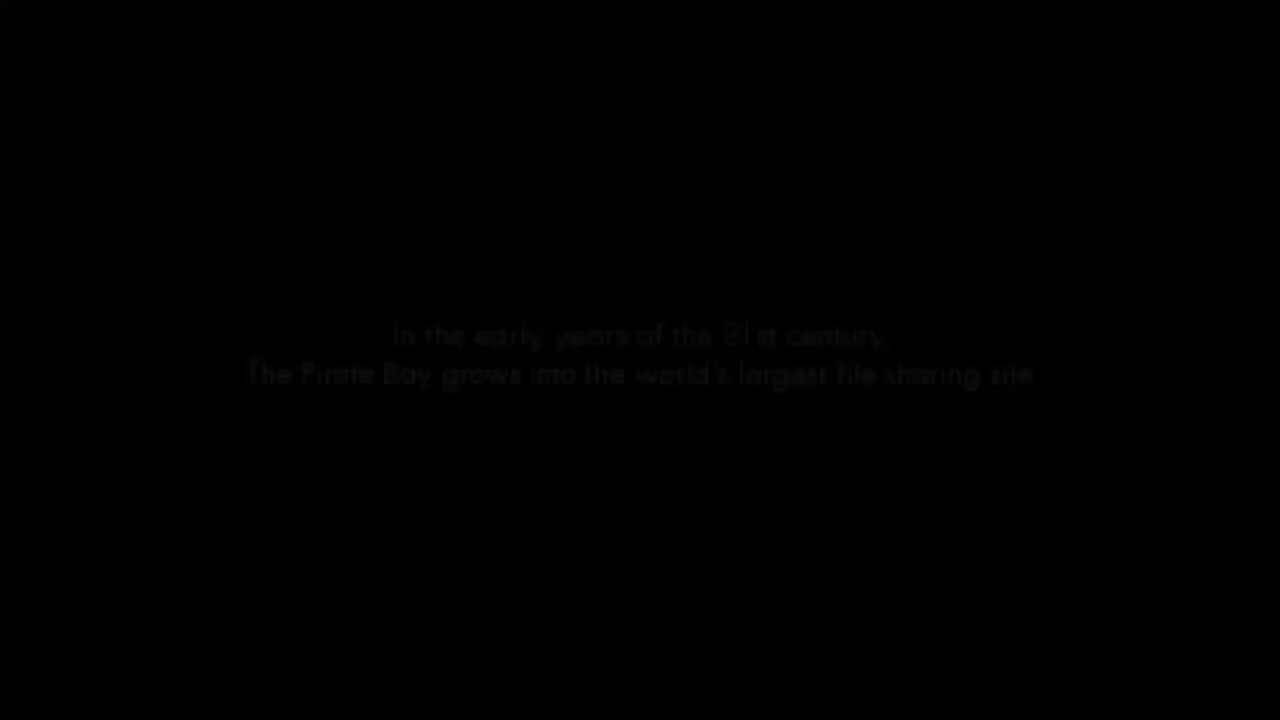 In the early years of the 21st century,
The Pirate Bay grows into the world's largest file sharing site